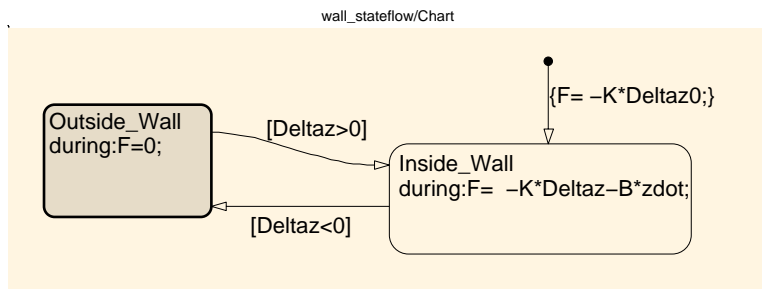 wall_stateflow/Chart
{F= −K*Deltaz0;}
Outside_Wall
during:F=0;
[Deltaz>0]
Inside_Wall
during:F=  −K*Deltaz−B*zdot;
[Deltaz<0]